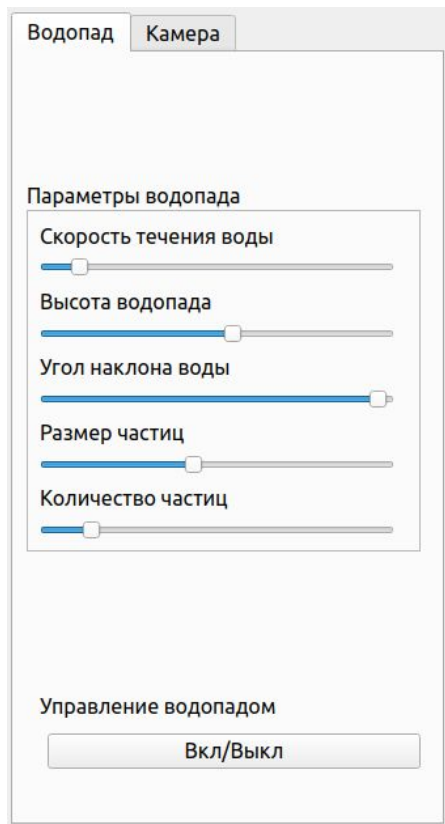 Водопад Камера
Параметры водопада
Скорость течения воды
Высота водопада
Угол наклона воды
Размер частиц
Количество частиц
Управление водопадом
Вкл/Выкл